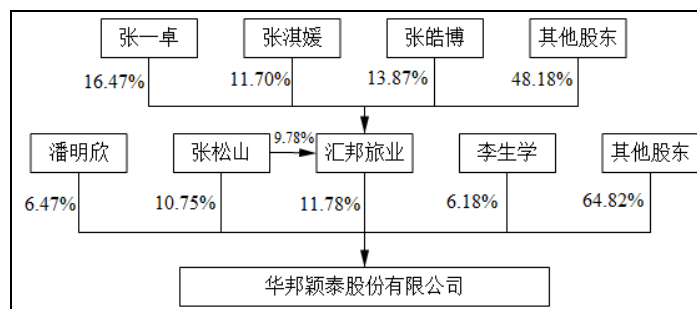 张一卓 张淇媛 张皓博 其他股东
16.47% 11.70% 13.87% 48.18%
潘明欣 张松山 9.78% 汇邦旅业 李生学 其他股东
6.47% 10.75% 11.78% 6.18% 64.82%
华邦颖泰股份有限公司